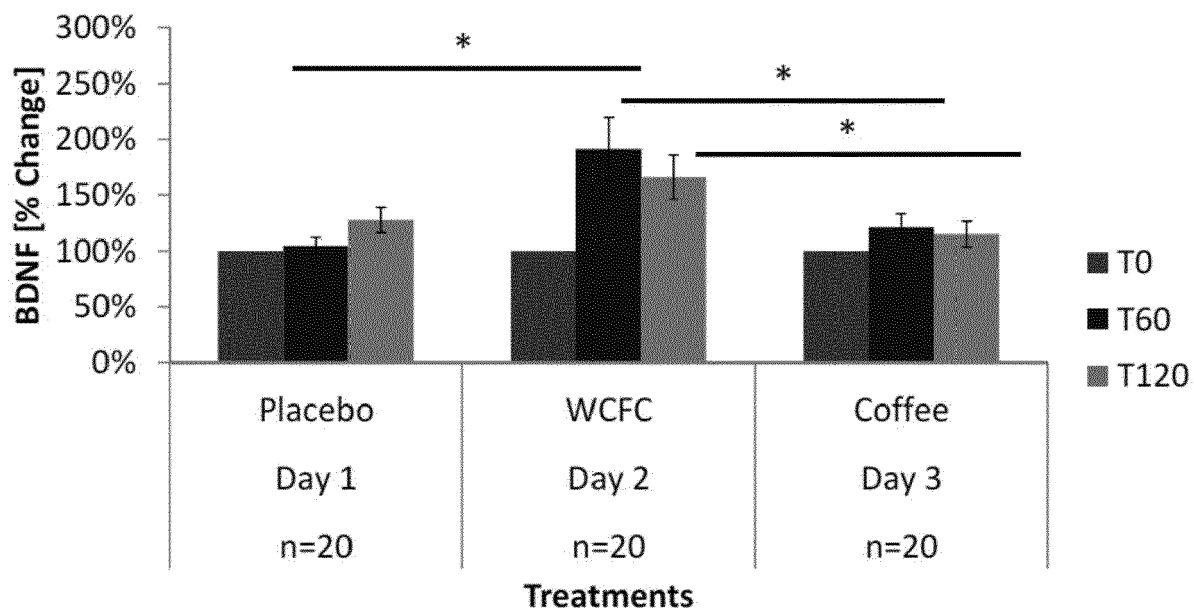 300%
250%
200%
150%
100%
50%
0%
BDNF [% Change]
*
*
*
T0
T60
T120
Placebo WCFC Coffee
Day 1 Day 2 Day 3
n=20 n=20 n=20
Treatments